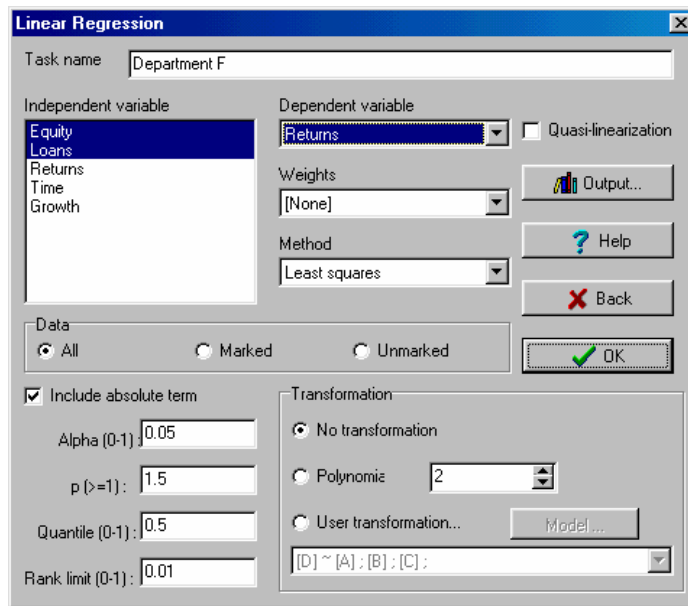 Linear Regression
Task name
Department F
Independent variable
Equity
Loans
Returns
Time
Growth
Dependent variable
Returns
Quasi-linearization
Weights
[None]
Output...
Method
Least squares
Help
Back
OK
Data
All
Marked
Unmarked
Include absolute term
Alpha (0-1) :
0.05
p (>=1) :
1.5
Quantile (0-1) :
0.5
Rank limit (0-1) :
0.01
Transformation
No transformation
Polynomia
2
User transformation...
Model ...
[D] ~ [A] ; [B] ; [C] ;